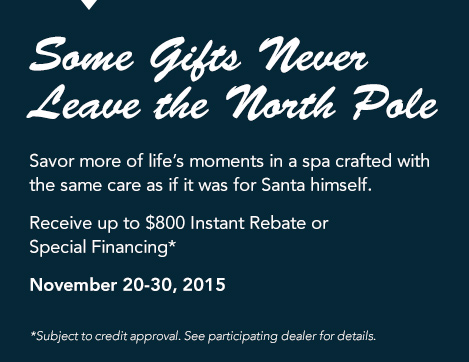 Some Gifts Never
Leave the North Pole
Savor more of life’s moments in a spa crafted with
the same care as if it was for Santa himself.
Receive up to $800 Instant Rebate or
Special Financing*
November 20-30, 2015
*Subject to credit approval. See participating dealer for details.